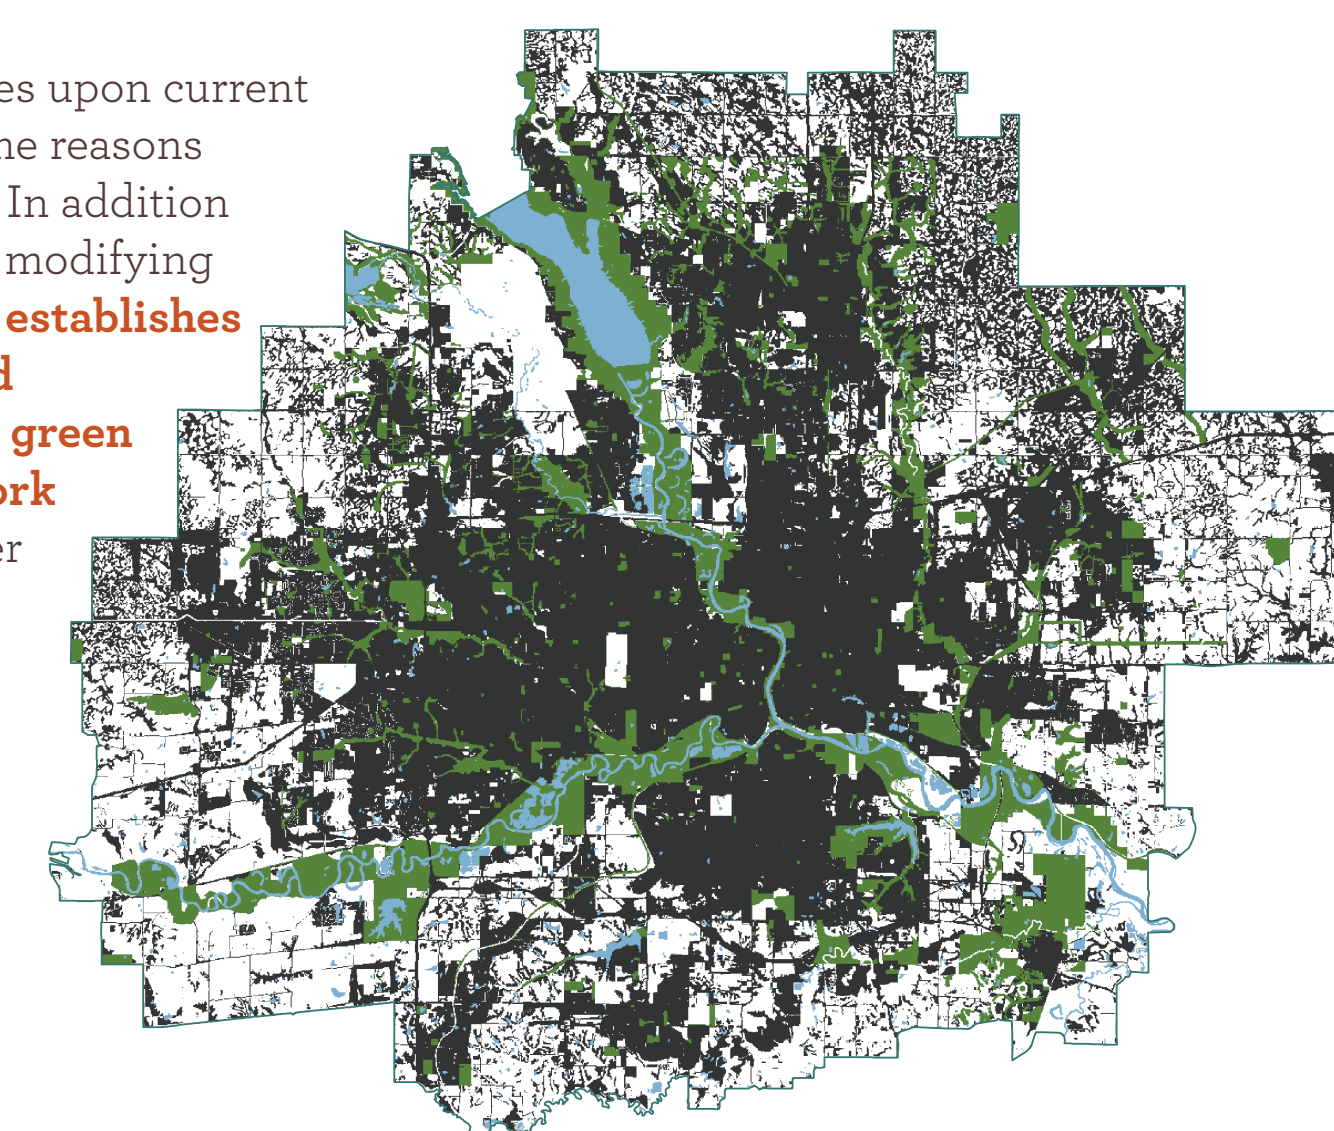 es upon current
ne reasons
In addition
modifying
establishes
d
green
ork
er